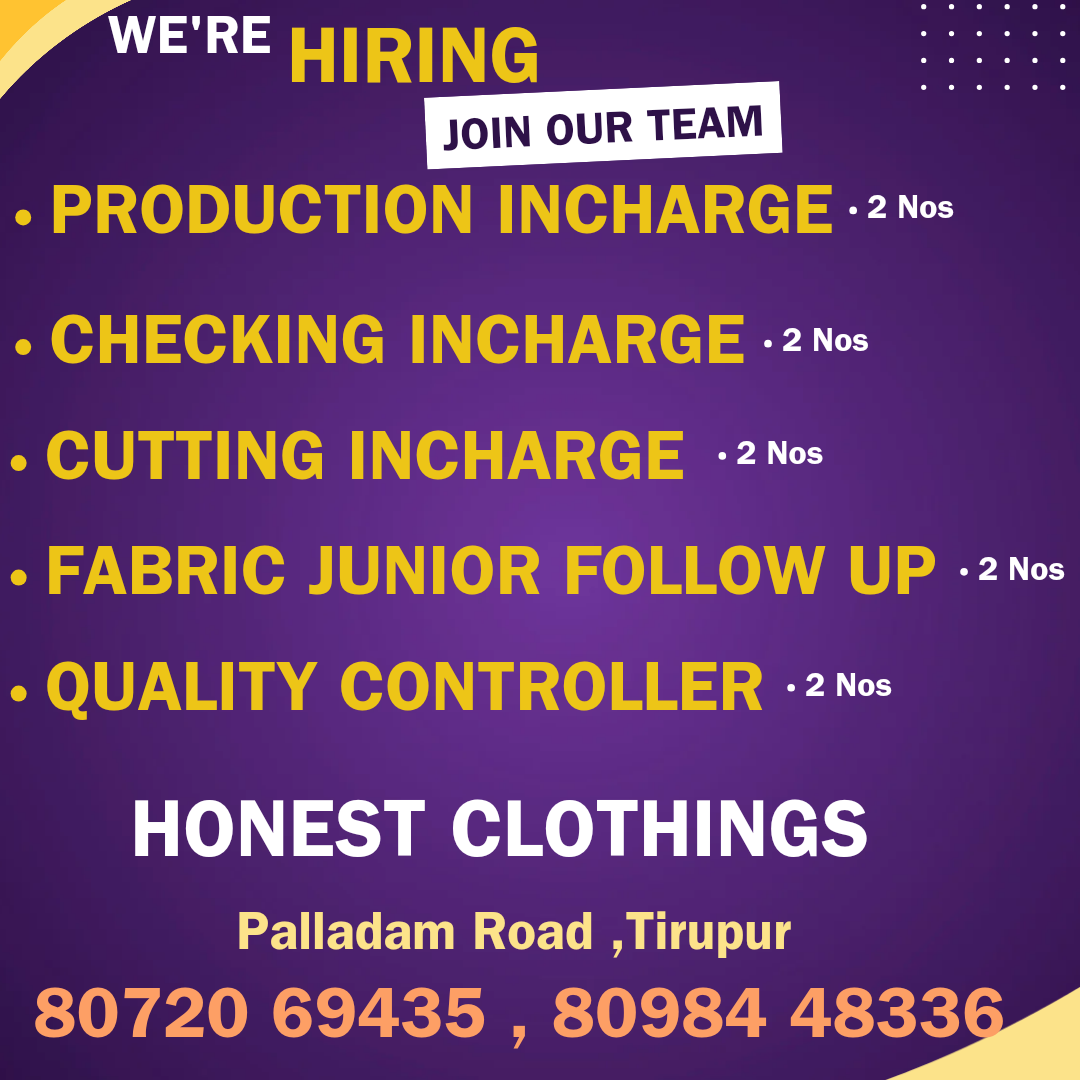 WE'RE HIRING
JOIN OUR TEAM
• PRODUCTION INCHARGE • 2 Nos
• CHECKING INCHARGE • 2 Nos
• CUTTING INCHARGE • 2 Nos
• FABRIC JUNIOR FOLLOW UP • 2 Nos
• QUALITY CONTROLLER • 2 Nos
HONEST CLOTHINGS
Palladam Road ,Tirupur
80720 69435 , 80984 48336